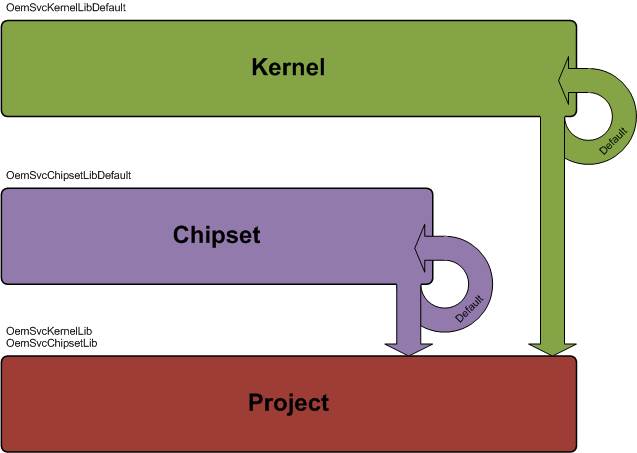 OemSvcKernelLibDefault
Kernel
Default
OemSvcChipsetLibDefault
Chipset
Default
OemSvcKernelLib
OemSvcChipsetLib
Project